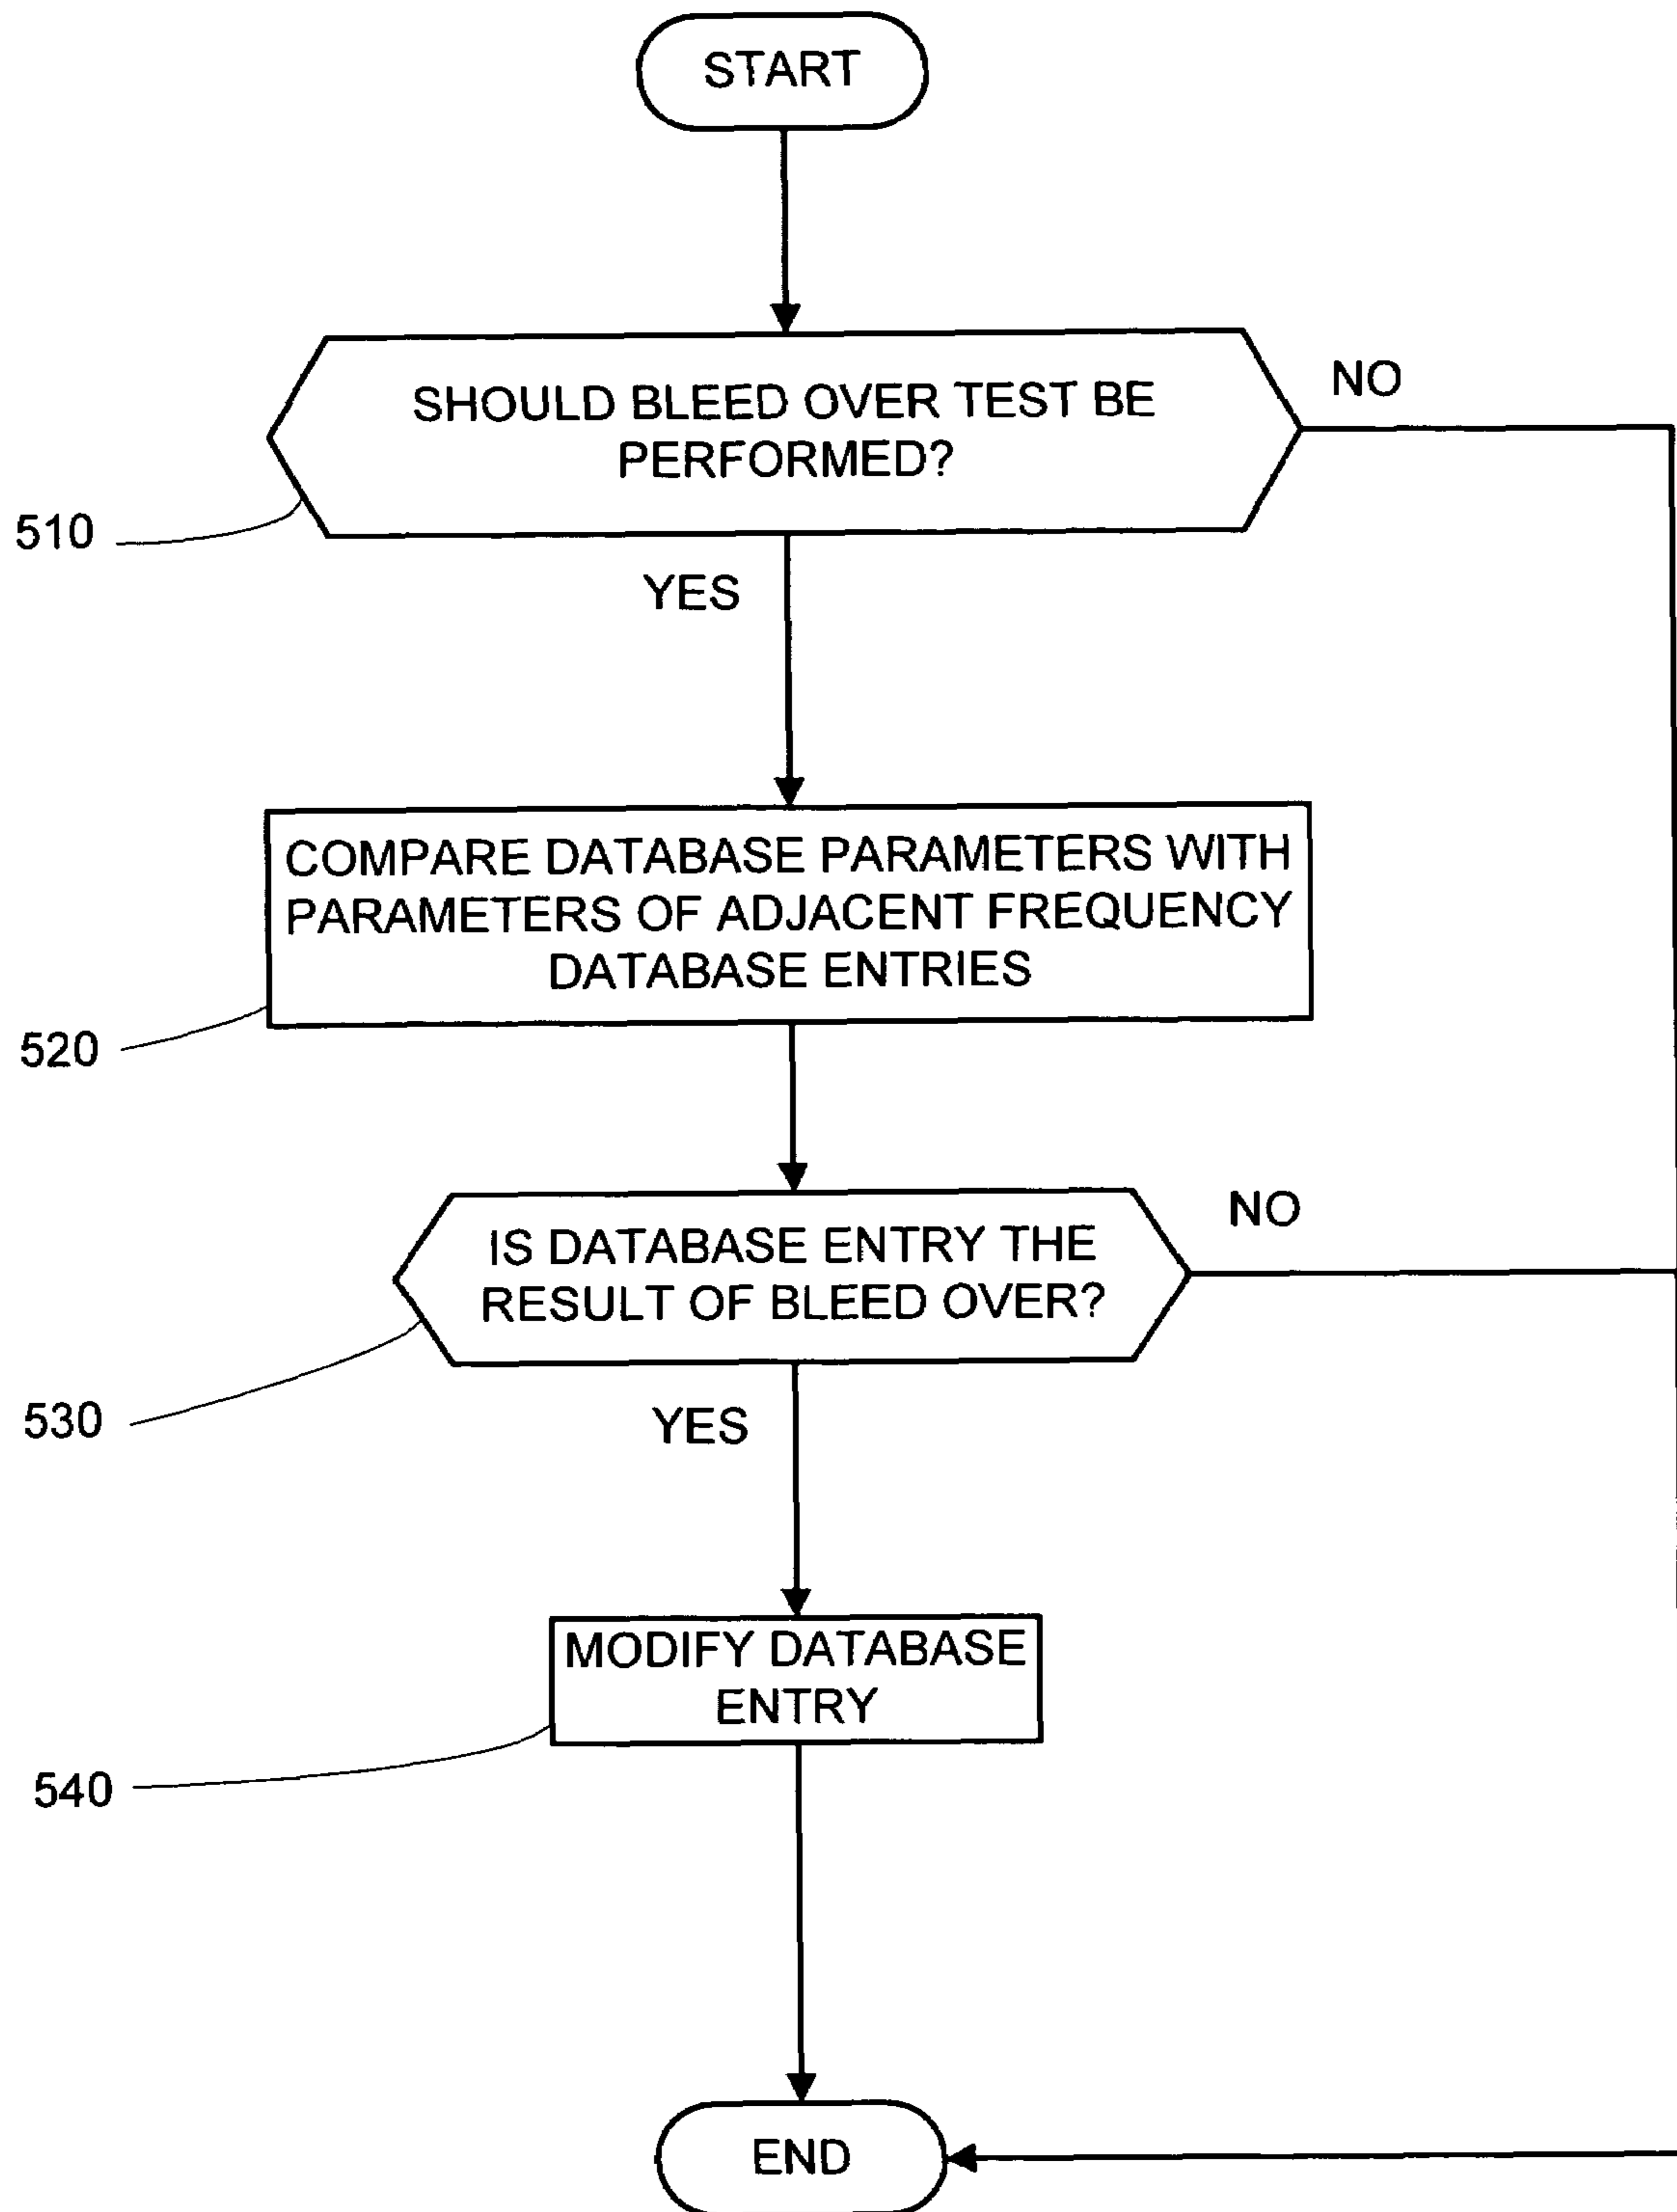 START
SHOULD BLEED OVER TEST BE
PERFORMED?
NO
510
YES
COMPARE DATABASE PARAMETERS WITH
PARAMETERS OF ADJACENT FREQUENCY
DATABASE ENTRIES
520
IS DATABASE ENTRY THE
RESULT OF BLEED OVER?
NO
530
YES
MODIFY DATABASE
ENTRY
540
END